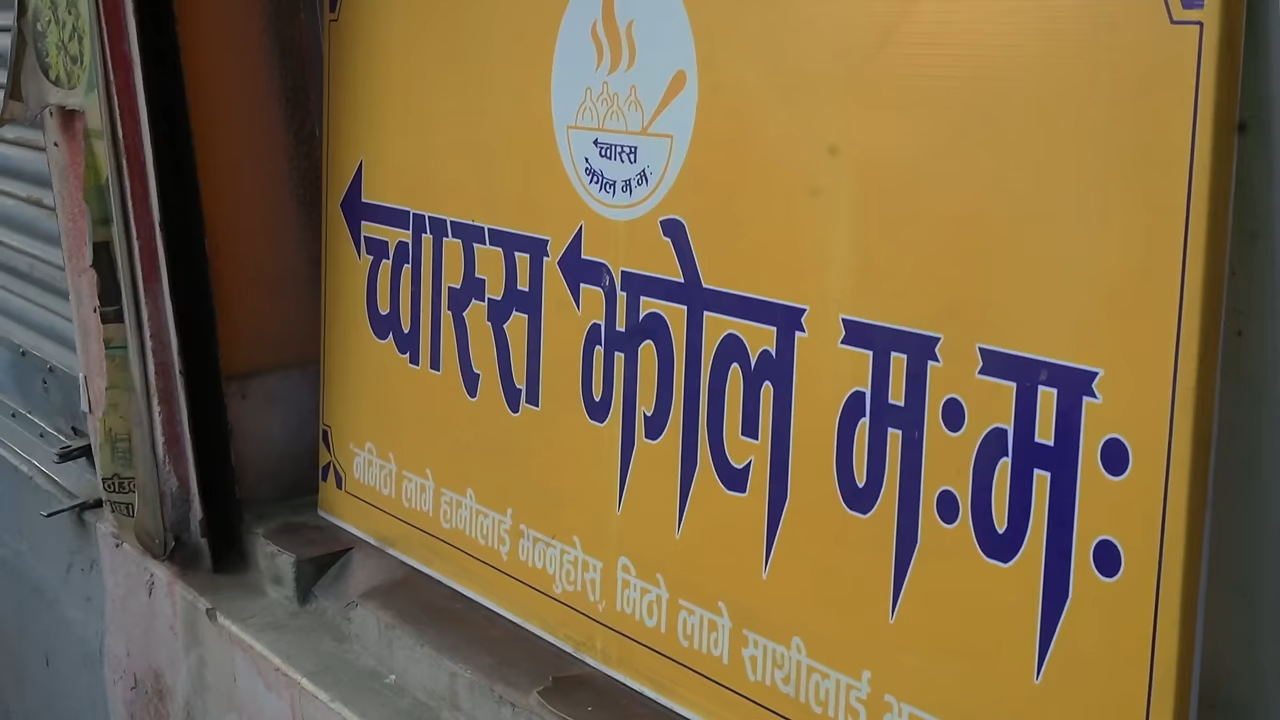 च्वास्स
झोल म:म:
च्वास्स झोल म:म:
"नमिठो लागे हामीलाई भन्नुहोस्, मिठो लागे साथीलाई